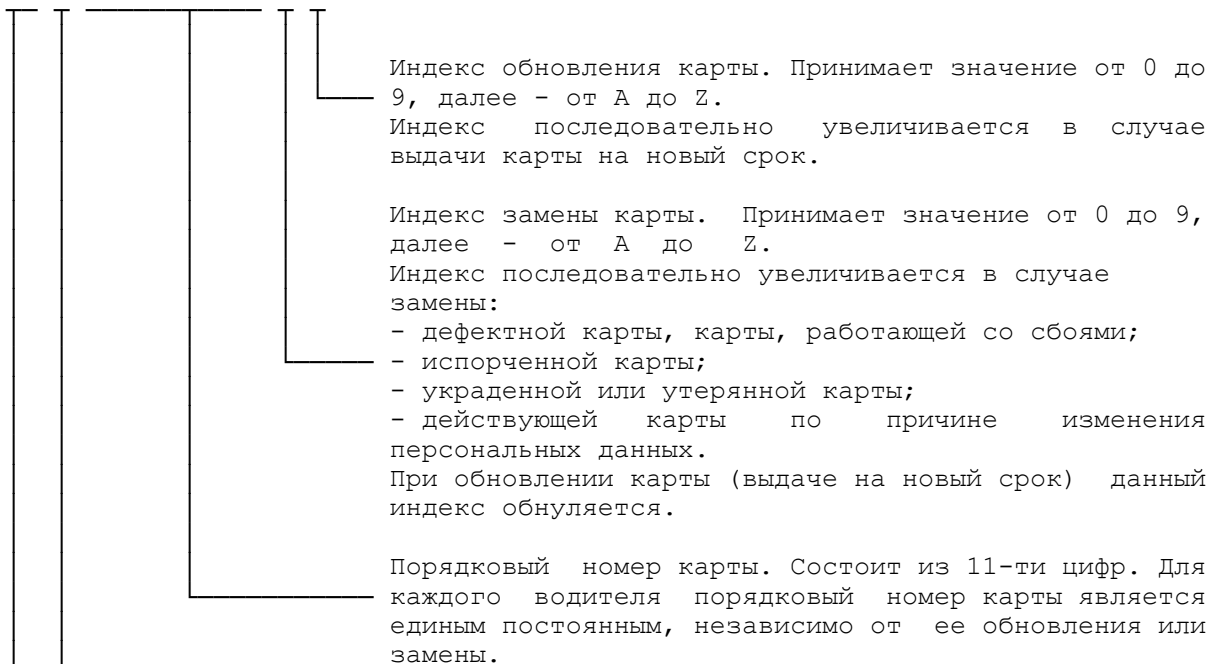 Индекс обновления карты. Принимает значение от 0 до
9, далее - от A до Z.
Индекс последовательно увеличивается в случае
выдачи карты на новый срок.
Индекс замены карты. Принимает значение от 0 до 9,
далее - от A до Z.
Индекс последовательно увеличивается в случае
замены:
- дефектной карты, карты, работающей со сбоями;
- испорченной карты;
- украденной или утерянной карты;
- действующей карты по причине изменения
персональных данных.
При обновлении карты (выдаче на новый срок) данный
индекс обнуляется.
Порядковый номер карты. Состоит из 11-ти цифр. Для
каждого водителя порядковый номер карты является
единым постоянным, независимо от ее обновления или
замены.